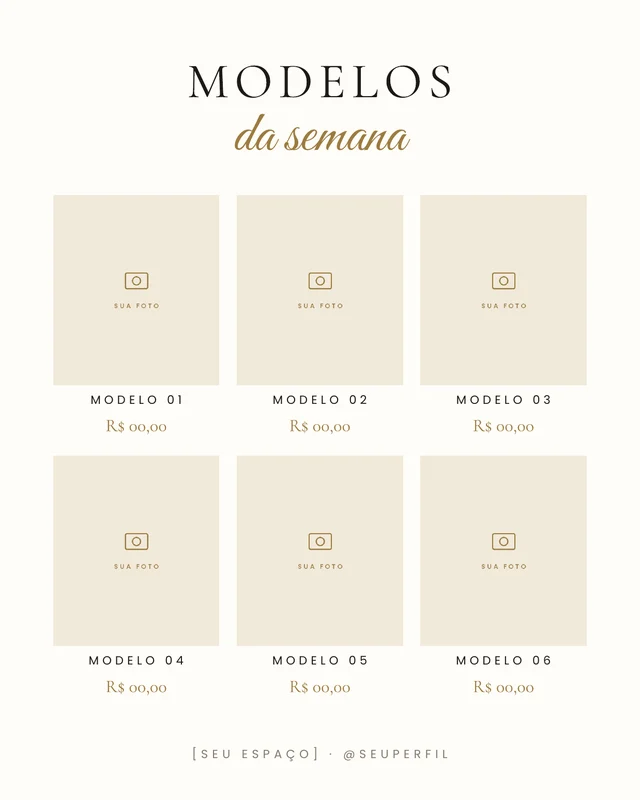 MODELOS
da semana
SUA FOTO SUA FOTO SUA FOTO
MODELO 01 MODELO 02 MODELO 03
R$ 00,00 R$ 00,00 R$ 00,00
SUA FOTO SUA FOTO SUA FOTO
MODELO 04 MODELO 05 MODELO 06
R$ 00,00 R$ 00,00 R$ 00,00
[SEU ESPAÇO] · @SEUPERFIL